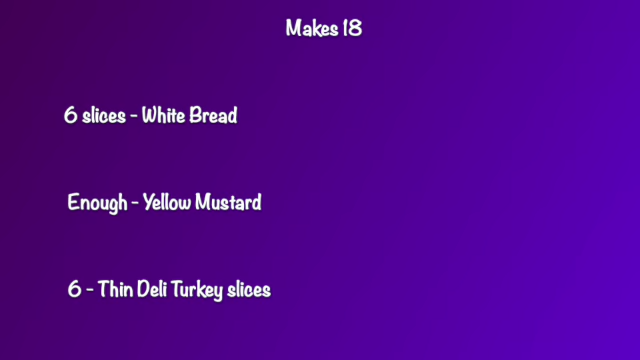 Makes 18
6 slices - White Bread
Enough - Yellow Mustard
6 - Thin Deli Turkey slices